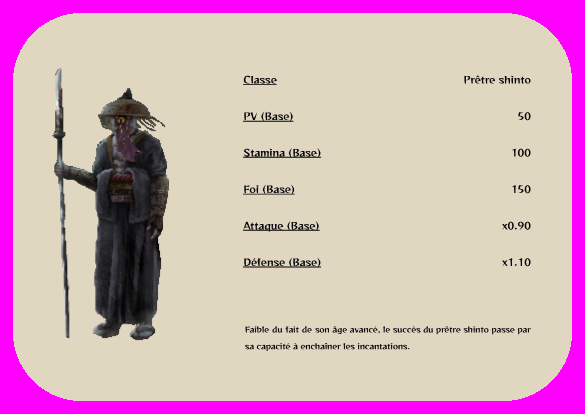 Classe Prêtre shinto
PV (Base) 50
Stamina (Base) 100
Foi (Base) 150
Attaque (Base) x0.90
Défense (Base) x1.10
Faible du fait de son âge avancé, le succès du prêtre shinto passe par
sa capacité à enchaîner les incantations.